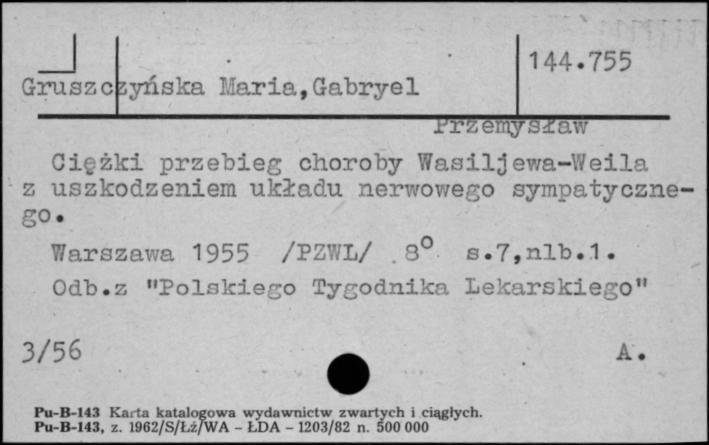 144.755
Gruszczyńska Maria,Gabryel
Przemysław
Ciężki przebieg choroby Wasiljewa-Weila
z uszkodzeniem układu nerwowego sympatyczne-
go.
Warszawa 1955 /PZWL/ 8° s.7,nlb.1.
Odb.z "Polskiego Tygodnika Lekarskiego"
3/56 A.
Pu-B-143 Karta katalogowa wydawnictw zwartych i ciągłych.
Pu-B-143, z. 1962/S/Łź/WA - ŁDA - 1203/82 n. 500 000